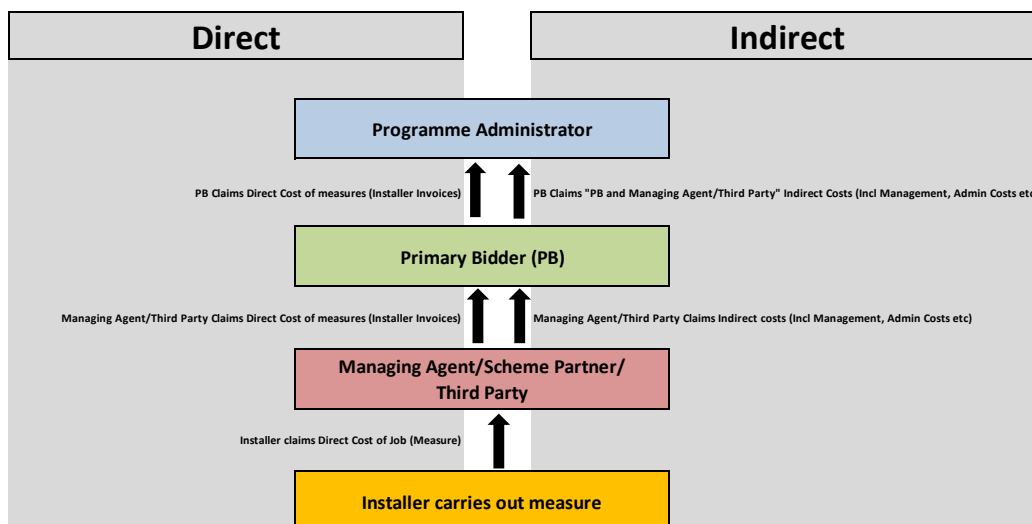 Direct
Indirect
Programme Administrator
PB Claims Direct Cost of measures (Installer Invoices)
PB Claims "PB and Managing Agent/Third Party" Indirect Costs (Incl Management, Admin Costs etc
Primary Bidder (PB)
Managing Agent/Third Party Claims Direct Cost of measures (Installer Invoices)
Managing Agent/Third Party Claims Indirect costs (Incl Management, Admin Costs etc)
Managing Agent/Scheme Partner/
Third Party
Installer claims Direct Cost of Job (Measure)
Installer carries out measure